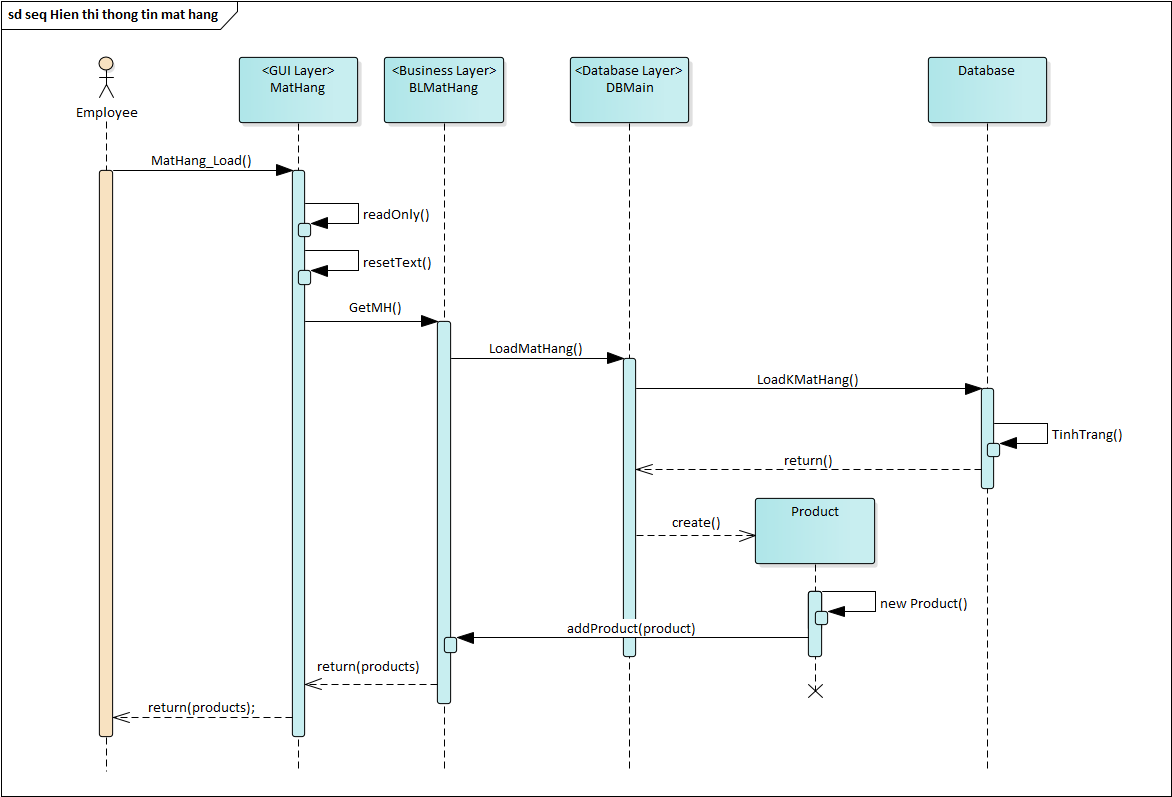 sd seq Hien thi thong tin mat hang
Employee
<GUI Layer>
MatHang
<Business Layer>
BLMatHang
<Database Layer>
DBMain
Database
MatHang_Load()
readOnly()
resetText()
GetMH()
LoadMatHang()
LoadKMatHang()
TinhTrang()
return()
create()
Product
new Product()
addProduct(product)
return(products)
return(products);